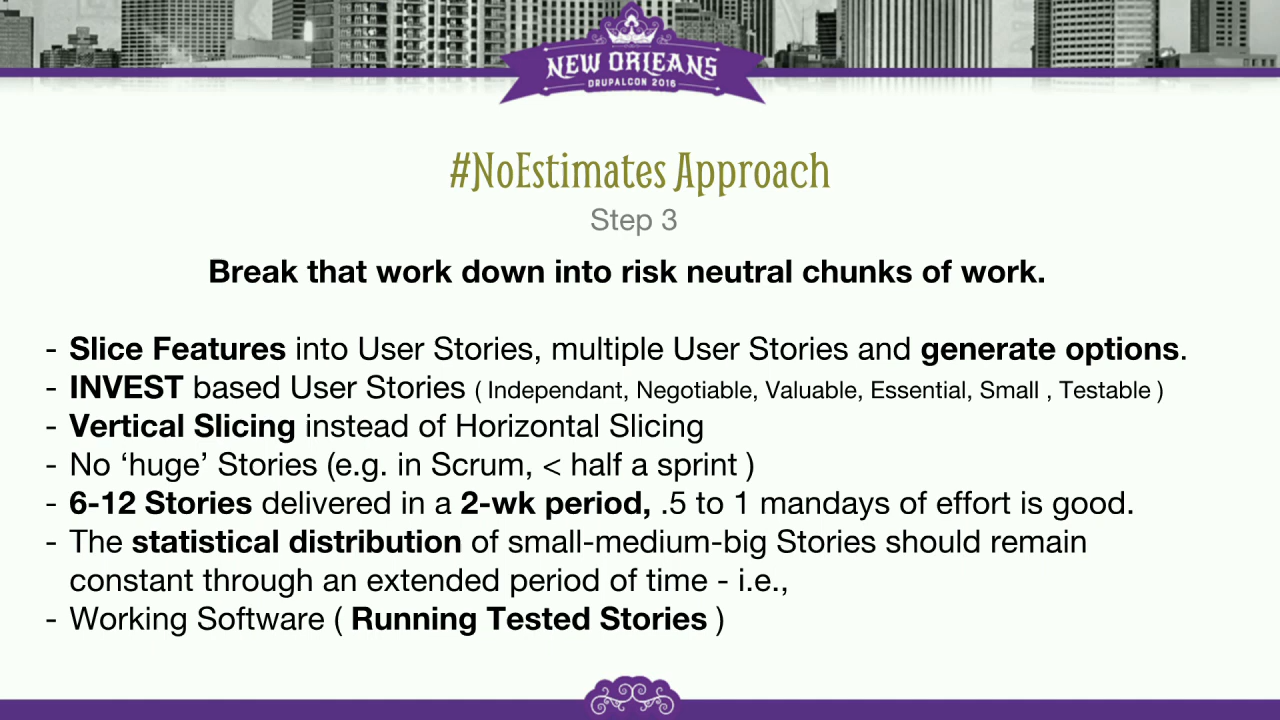 NEW ORLEANS
DRUPALCON 2016
#NoEstimates Approach
Step 3
Break that work down into risk neutral chunks of work.
- Slice Features into User Stories, multiple User Stories and generate options.
- INVEST based User Stories ( Independant, Negotiable, Valuable, Essential, Small , Testable )
- Vertical Slicing instead of Horizontal Slicing
- No ‘huge’ Stories (e.g. in Scrum, < half a sprint )
- 6-12 Stories delivered in a 2-wk period, .5 to 1 mandays of effort is good.
- The statistical distribution of small-medium-big Stories should remain
constant through an extended period of time - i.e.,
- Working Software ( Running Tested Stories )